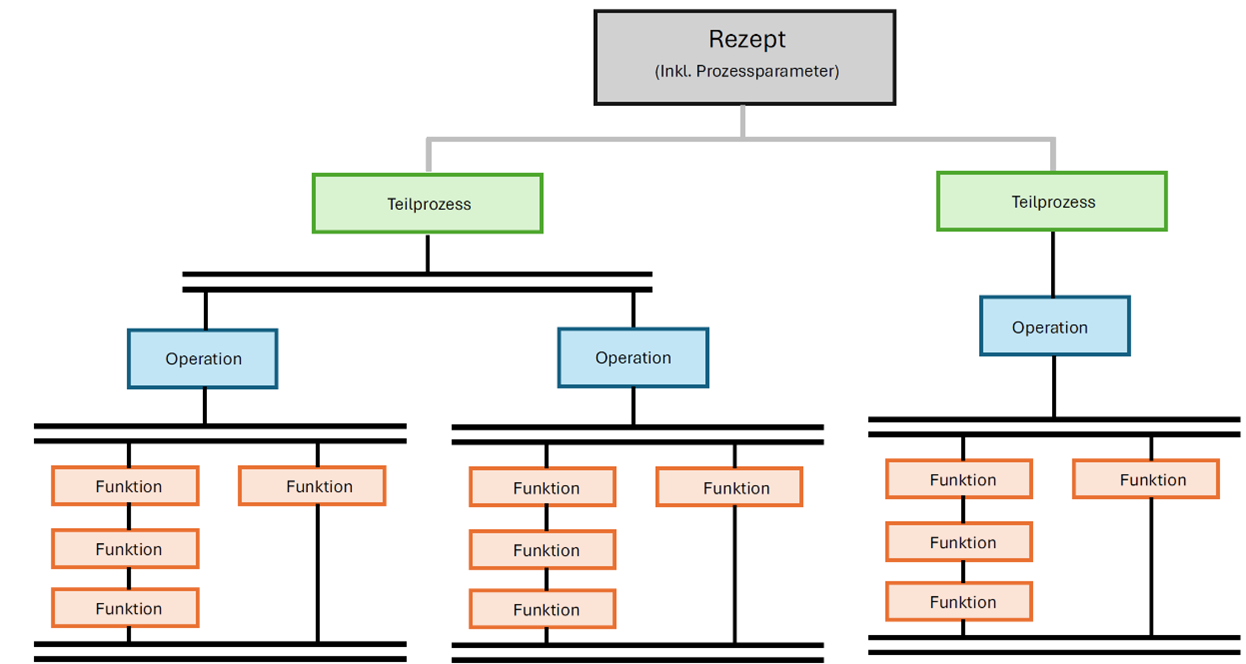 Rezept
(Inkl. Prozessparameter)
Teilprozess
Teilprozess
Operation
Operation
Operation
Funktion
Funktion
Funktion
Funktion
Funktion
Funktion
Funktion
Funktion
Funktion
Funktion
Funktion
Funktion